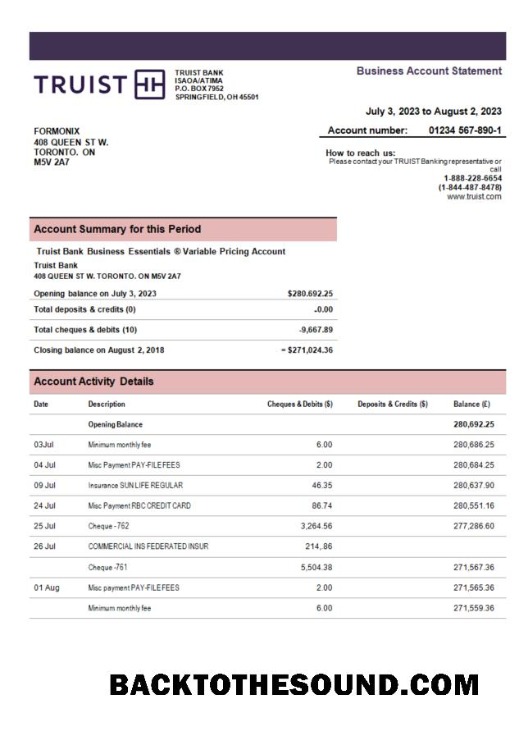 TRUIST
TRUIST BANK
ISAOA/ATIMA
P.O. BOX 7952
SPRINGFIELD, OH 45501
Business Account Statement
July 3, 2023 to August 2, 2023
Account number: 01234 567-890-1
FORMONIX
408 QUEEN ST W.
TORONTO. ON
M5V 2A7
How to reach us:
Please contact your TRUIST Banking representative or
call
1-888-228-6654
(1-844-487-8478)
www.truist.com
Account Summary for this Period
Truist Bank Business Essentials ® Variable Pricing Account
Truist Bank
408 QUEEN ST W. TORONTO. ON M5V 2A7
Opening balance on July 3, 2023 $280.692.25
Total deposits & credits (0) -0.00
Total cheques & debits (10) -9,667.89
Closing balance on August 2, 2018 = $271,024.36
Account Activity Details
Date Description Cheques & Debits ($) Deposits & Credits ($) Balance (£)
Opening Balance 280,692.25
03Jul Minimum monthly fee 6.00 280,686.25
04 Jul Misc Payment PAY-FILEFEES 2.00 280,684.25
09 Jul Insurance SUNLIFE REGULAR 46.35 280,637.90
24 Jul Misc Payment RBC CREDIT CARD 86.74 280,551.16
25 Jul Cheque -762 3,264.56 277,286.60
26 Jul COMMERCIAL INS FEDERATED INSUR 214,.86
Cheque -761 5,504.38 271,567.36
01 Aug Misc payment PAY-FILEFEES 2.00 271,565.36
Minimum monthly fee 6.00 271,559.36
BACKTOTHESOUND.COM